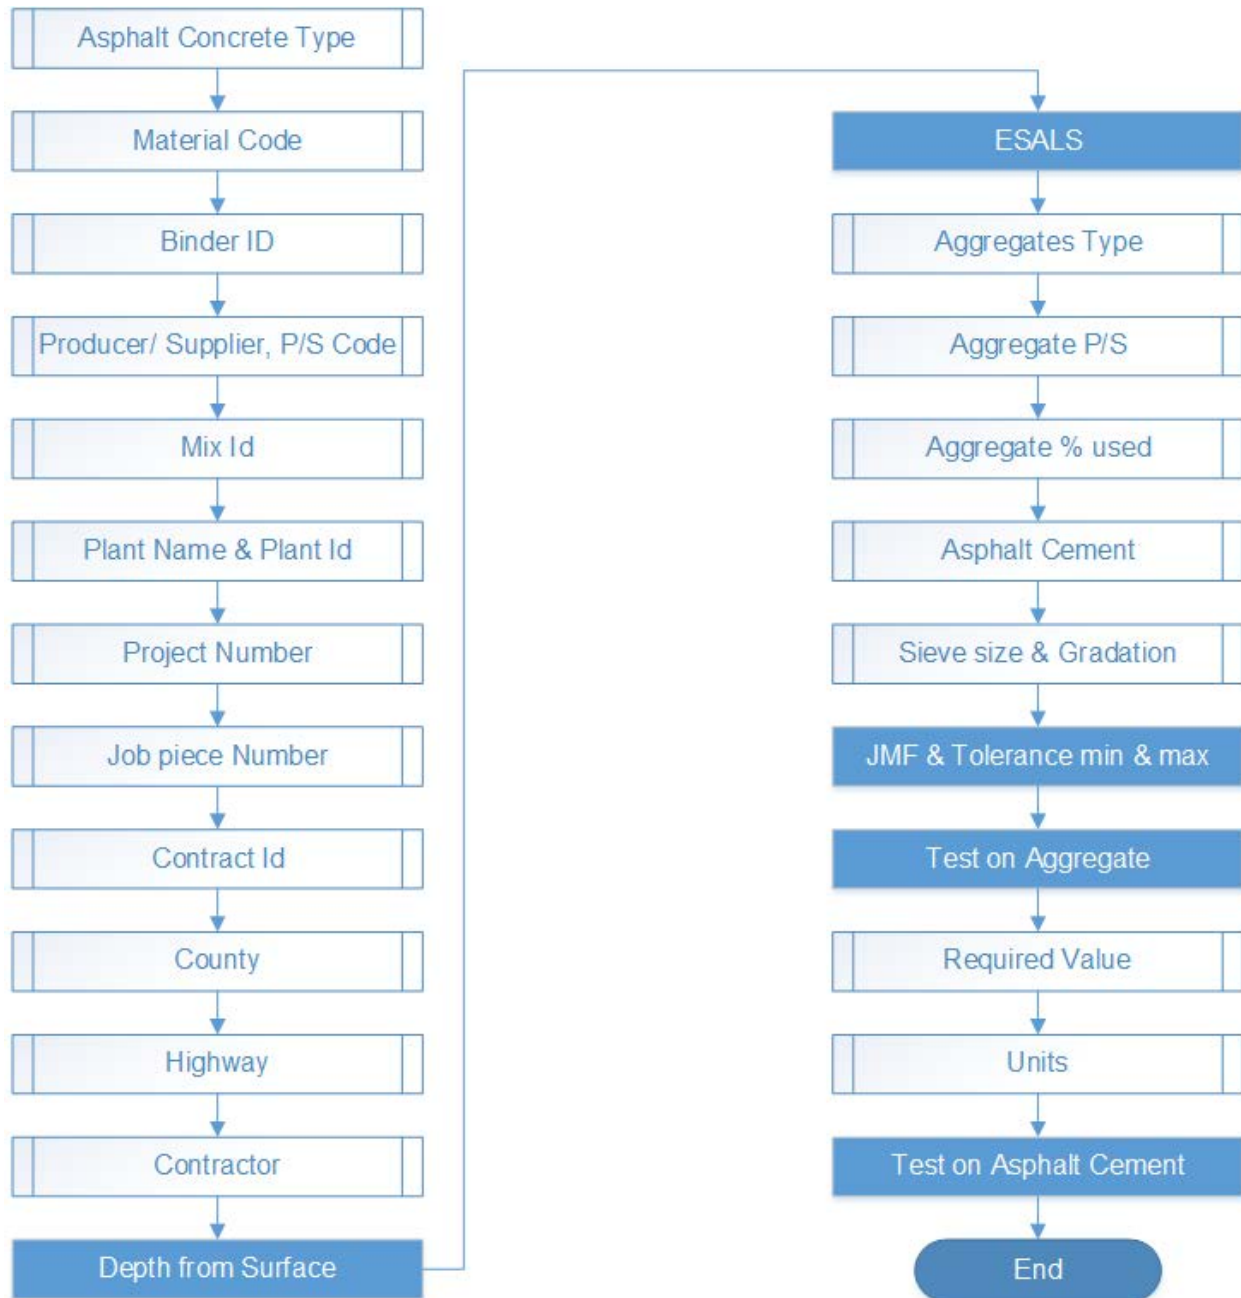 Asphalt Concrete Type
Material Code
Binder ID
Producer/ Supplier, P/S Code
Mix Id
Plant Name & Plant Id
Project Number
Job piece Number
Contract Id
County
Highway
Contractor
Depth from Surface
ESALS
Aggregates Type
Aggregate P/S
Aggregate % used
Asphalt Cement
Sieve size & Gradation
JMF & Tolerance min & max
Test on Aggregate
Required Value
Units
Test on Asphalt Cement
End